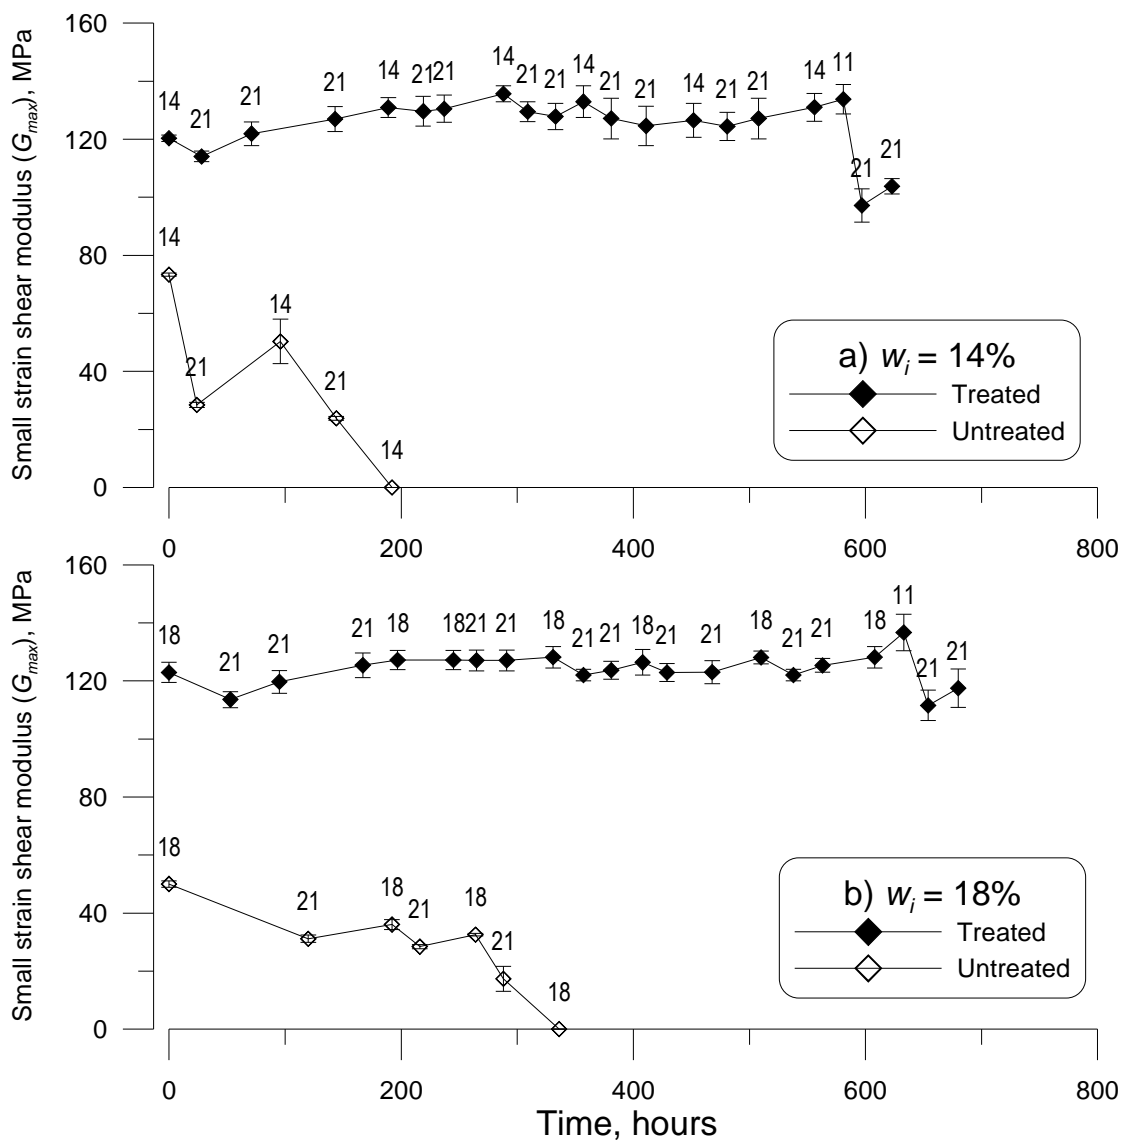 160
120
80
40
0
Small strain shear modulus (Gmax), MPa
14 21 21 21 14 21 21 14 21 21 14 21 21 14 21 21 14 11 21 21
14 21 14 21 14
a) wi = 14%
Treated
Untreated
0 200 400 600 800
160
120
80
40
0
Small strain shear modulus (Gmax), MPa
18 21 21 21 18 18 21 21 18 21 21 18 21 21 18 21 21 18 11 21 21
18 21 18 21 18 21 18
b) wi = 18%
Treated
Untreated
0 200 400 600 800
Time, hours